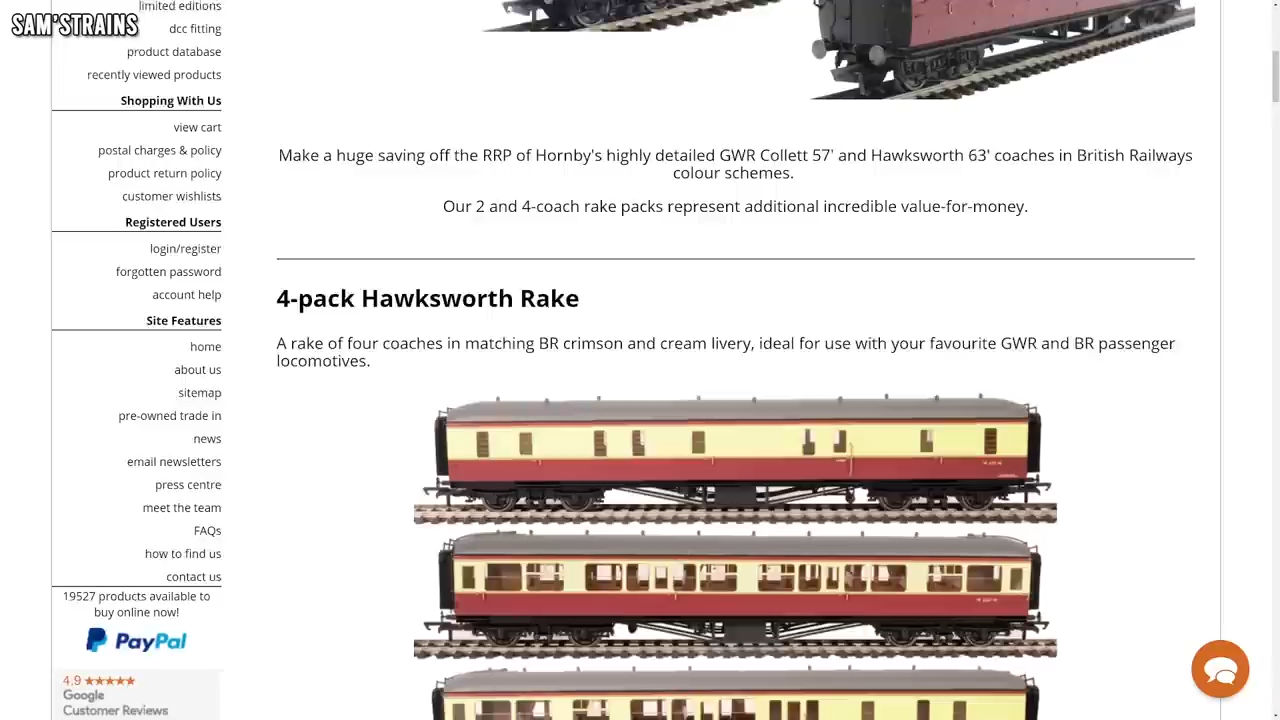 SAM'STRAINS
limited editions
dcc fitting
product database
recently viewed products
Shopping With Us
view cart
postal charges & policy
product return policy
customer wishlists
Registered Users
login/register
forgotten password
account help
Site Features
home
about us
sitemap
pre-owned trade in
news
email newsletters
press centre
meet the team
FAQs
how to find us
contact us
19527 products available to
buy online now!
PayPal
4.9 ★★★★★
Google
Customer Reviews
Make a huge saving off the RRP of Hornby's highly detailed GWR Collett 57' and Hawksworth 63' coaches in British Railways
colour schemes.
Our 2 and 4-coach rake packs represent additional incredible value-for-money.
4-pack Hawksworth Rake
A rake of four coaches in matching BR crimson and cream livery, ideal for use with your favourite GWR and BR passenger
locomotives.